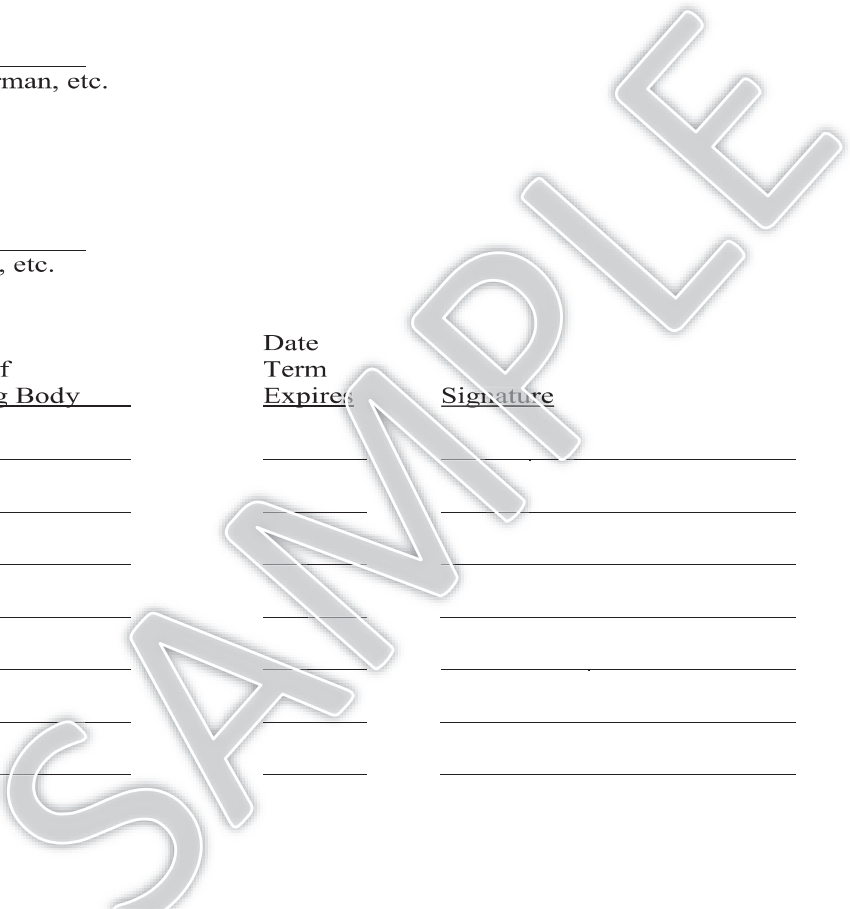 rman, etc.
, etc.
f
g Body
Date
Term
Expires
Signature
SAMPLE